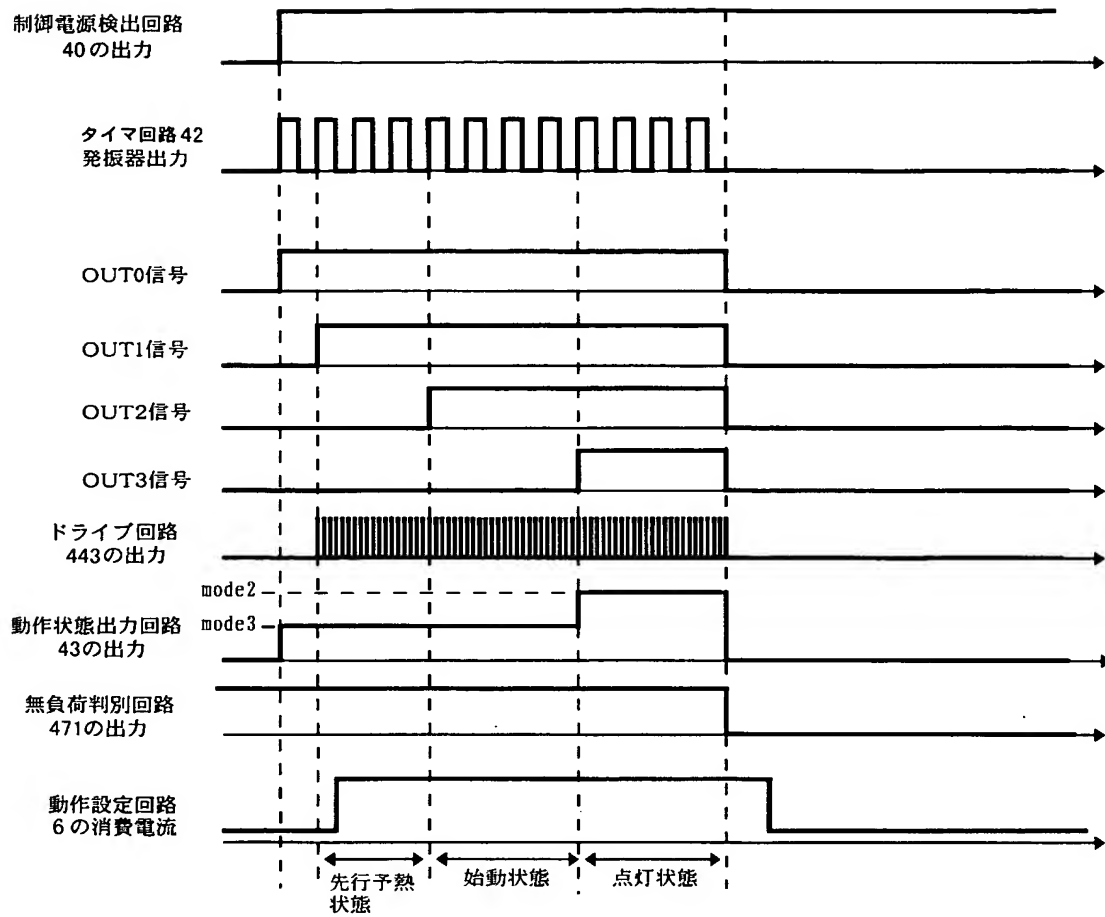 制御電源検出回路
40の出力
タイマ回路42
発振器出力
OUT0信号
OUT1信号
OUT2信号
OUT3信号
ドライブ回路
443の出力
mode2
動作状態出力回路
43の出力
mode3
無負荷判別回路
471の出力
動作設定回路
6の消費電流
先行予熱
状態
始動状態
点灯状態